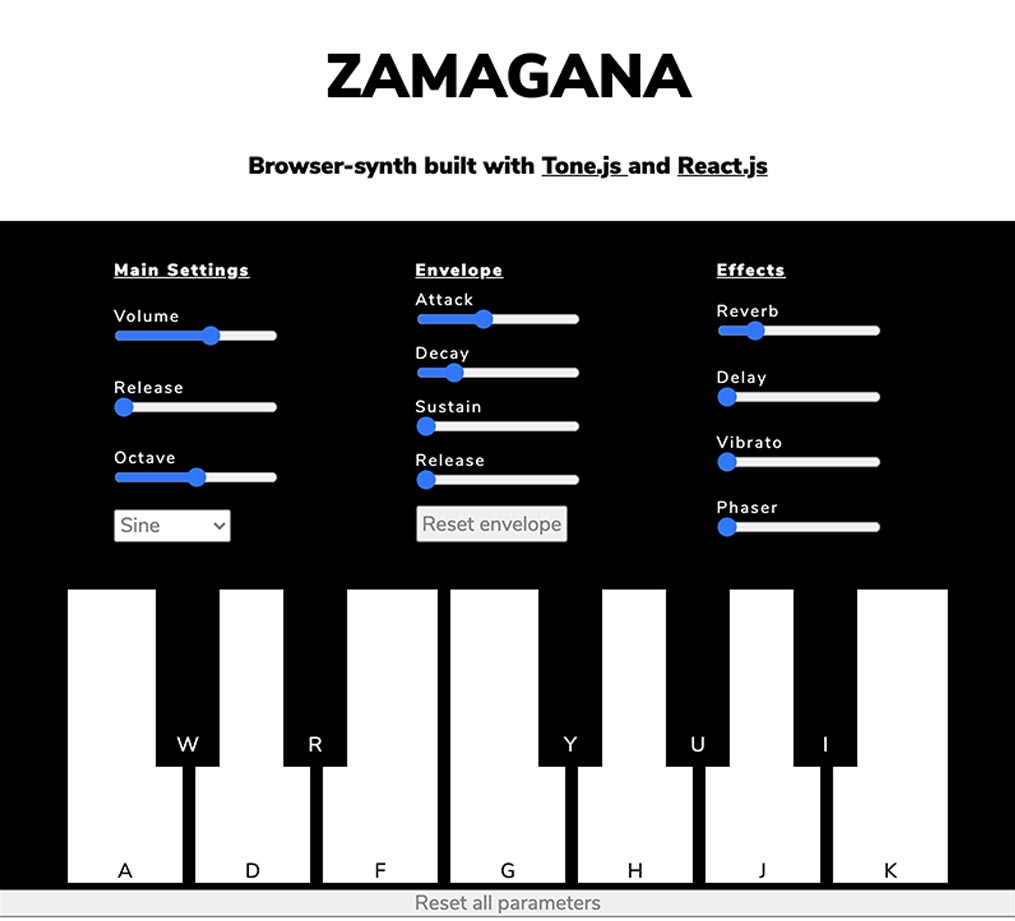 ZAMAGANA
Browser-synth built with Tone.js and React.js
Main Settings
Volume
Release
Octave
Sine
Envelope
Attack
Decay
Sustain
Release
Reset envelope
Effects
Reverb
Delay
Vibrato
Phaser
W R Y U I
A D F G H J K
Reset all parameters